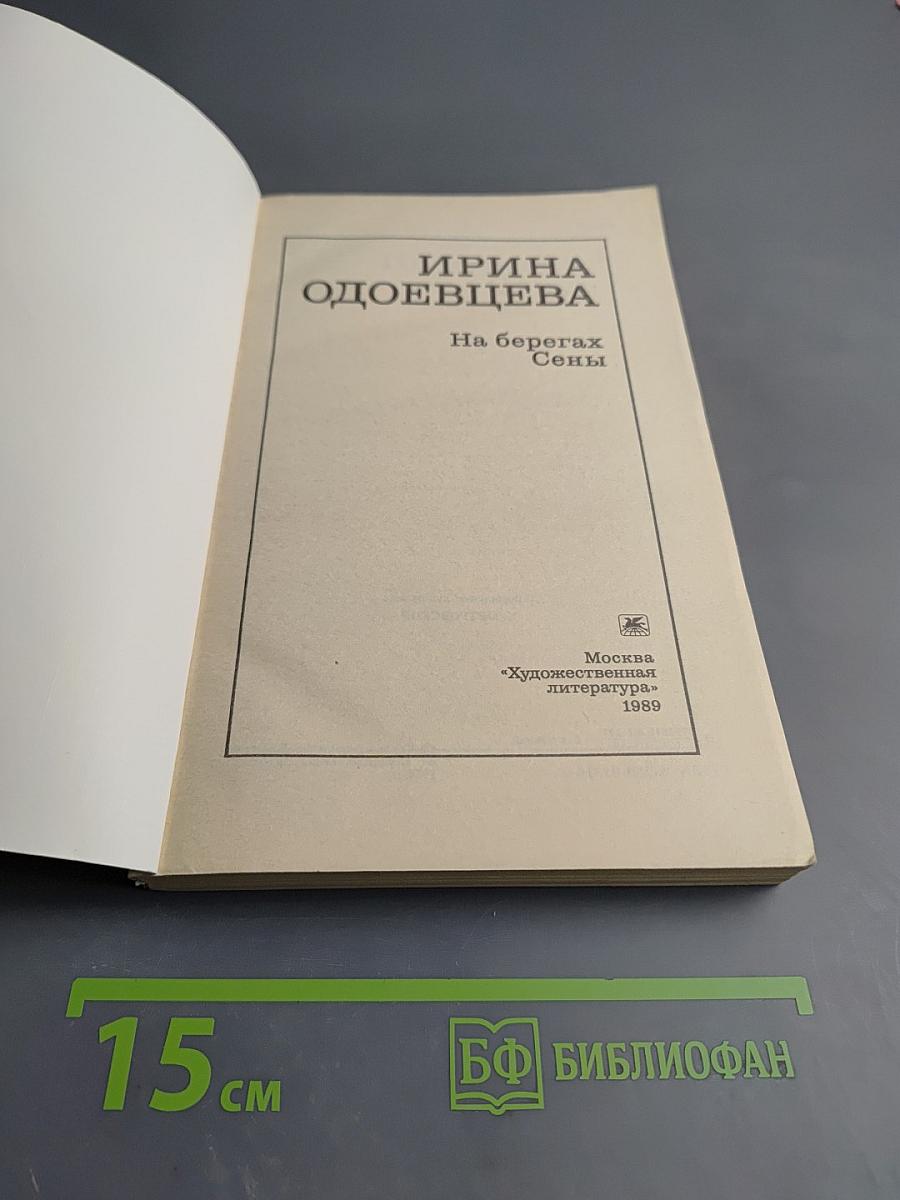 ИРИНА
ОДОЕВЦЕВА
На берегах
Сены
Москва
«Художественная
литература»
1989
15 см
БФ БИБЛИОФАН